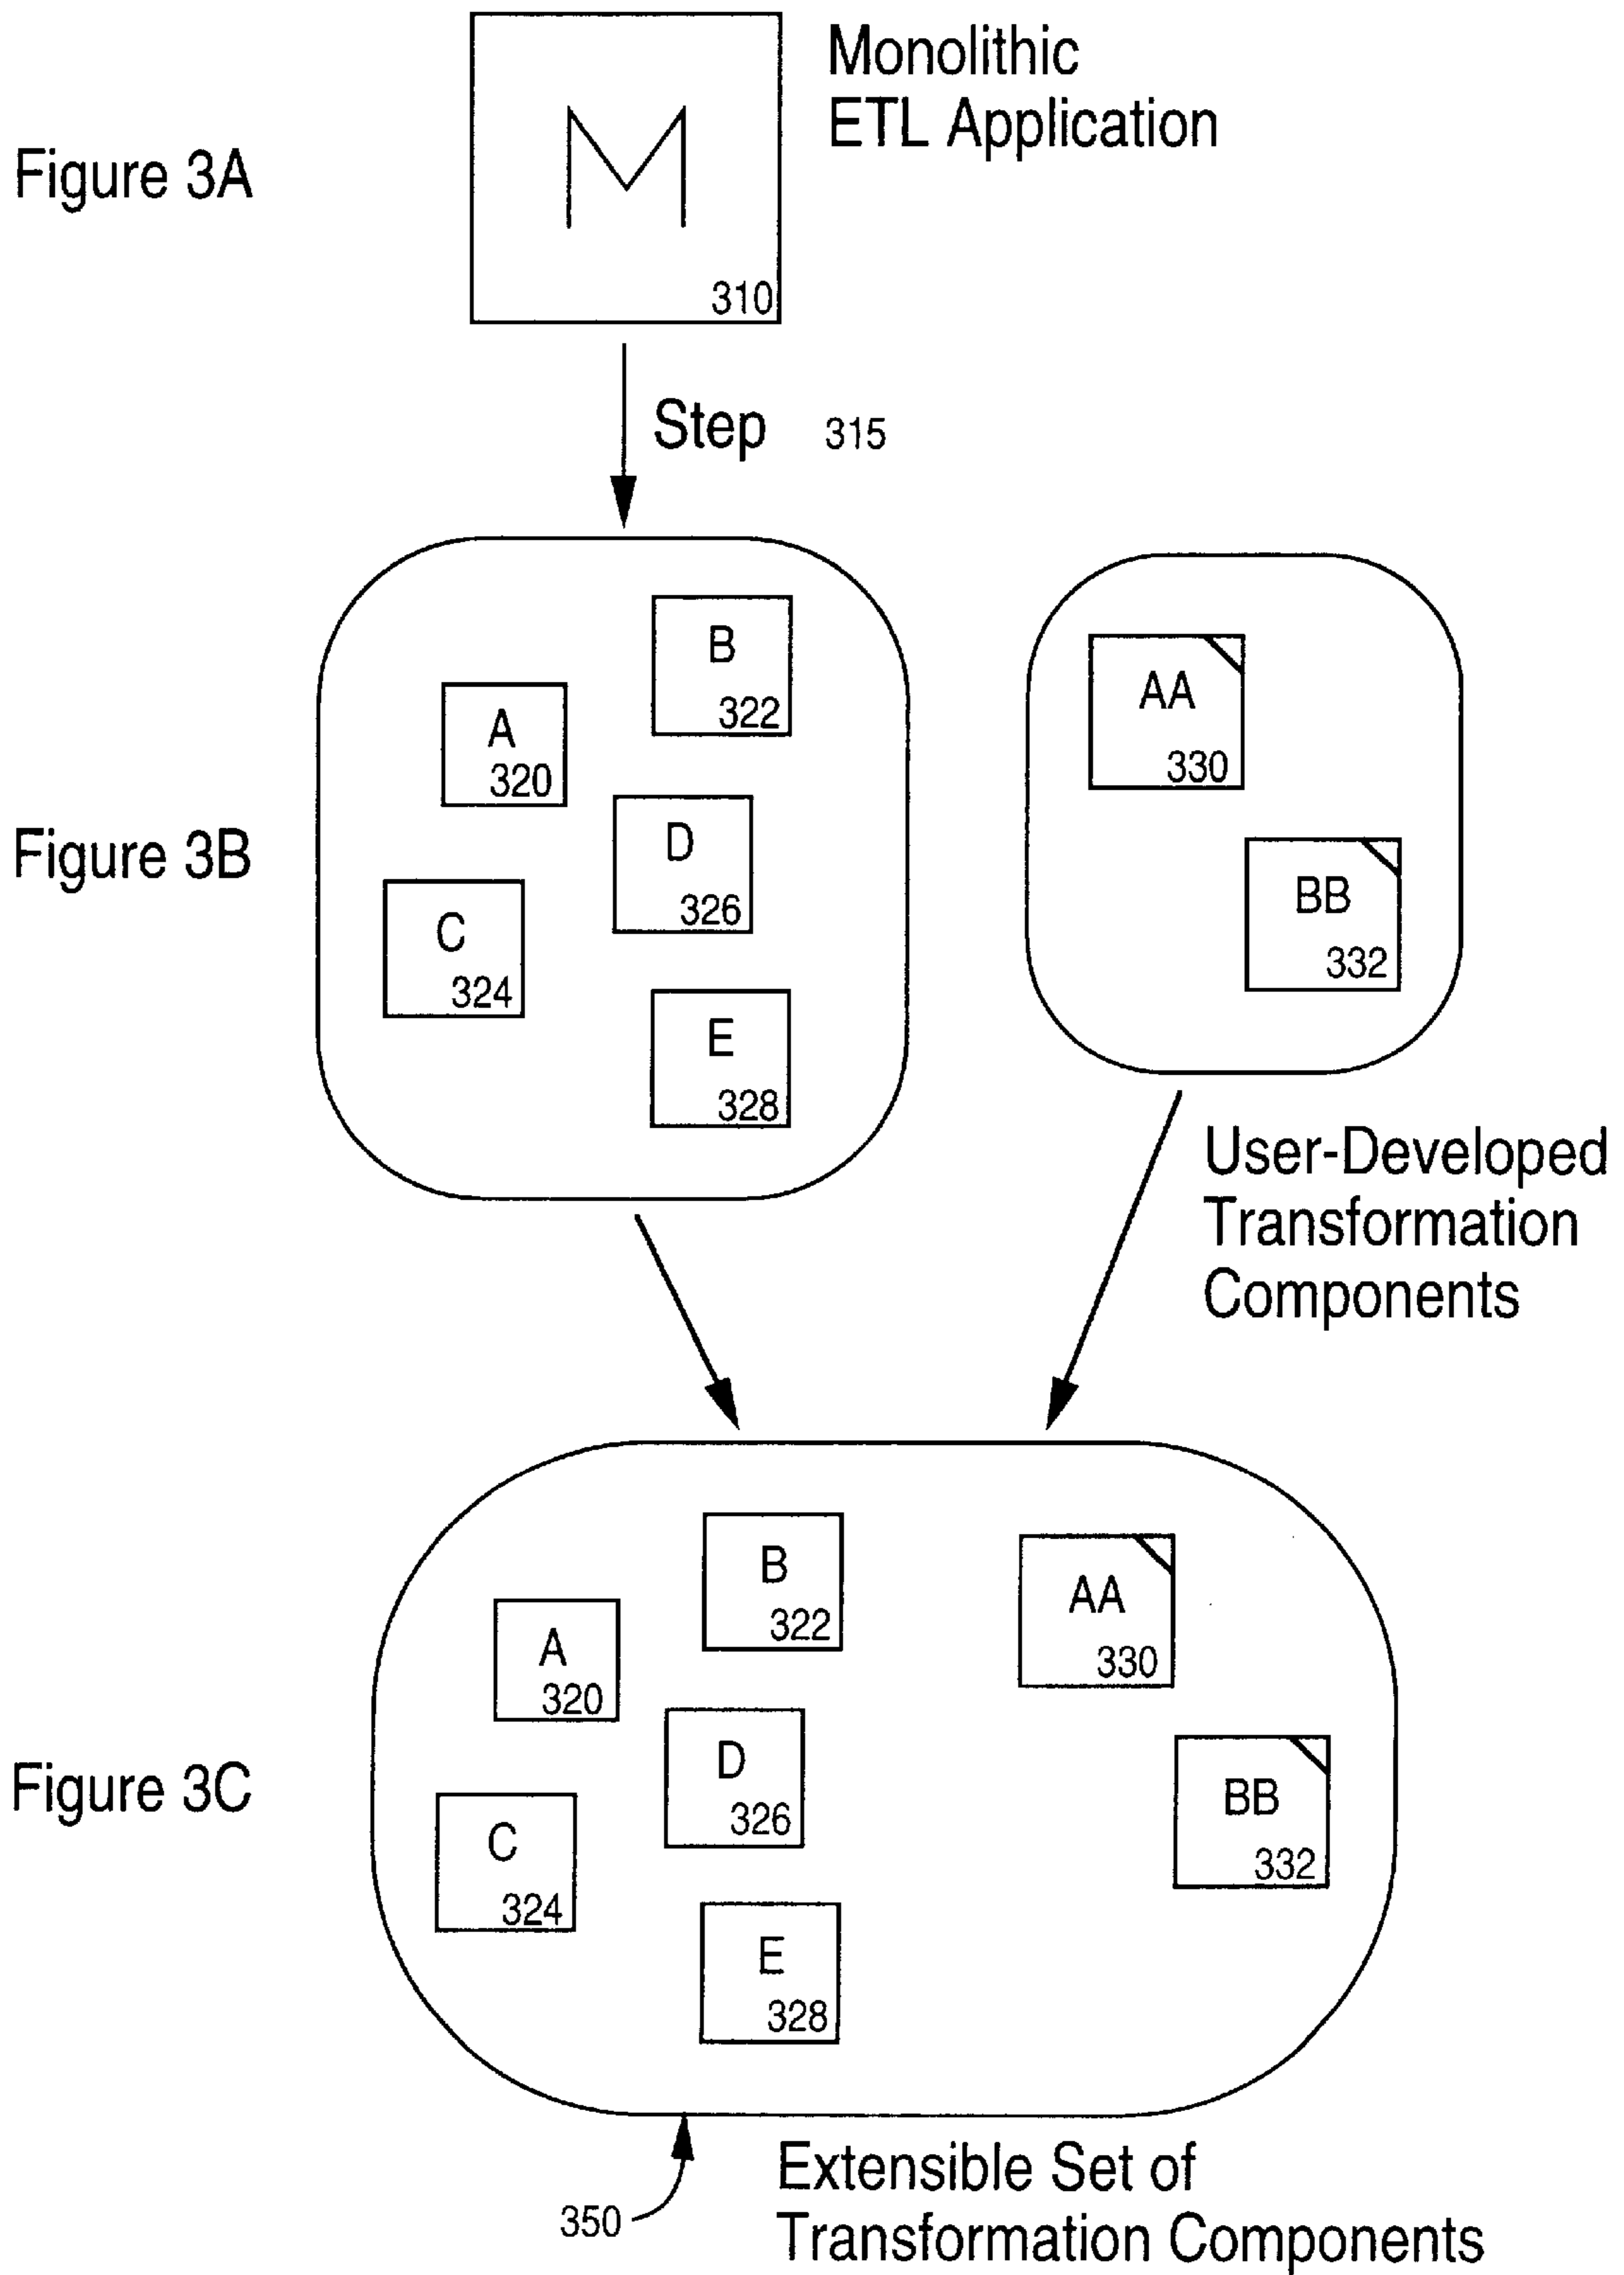 Monolithic
ETL Application
Figure 3A
M
310
Step 315
B
322
A
320
D
326
C
324
E
328
Figure 3B
AA
330
BB
332
User-Developed
Transformation
Components
B
322
A
320
D
326
C
324
E
328
AA
330
BB
332
Figure 3C
350
Extensible Set of
Transformation Components